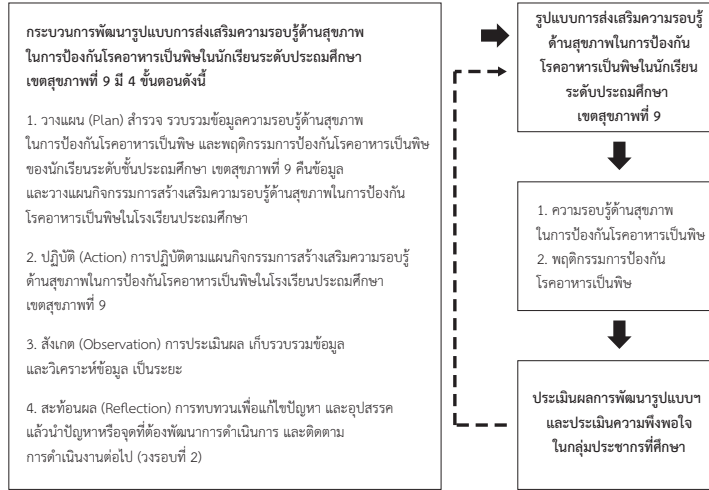 กระบวนการพัฒนารูปแบบการส่งเสริมความรอบรู้ด้านสุขภาพ
ในการป้องกันโรคอาหารเป็นพิษในนักเรียนระดับประถมศึกษา
เขตสุขภาพที่ 9 มี 4 ขั้นตอนดังนี้
1. วางแผน (Plan) สำรวจ รวบรวมข้อมูลความรอบรู้ด้านสุขภาพ
ในการป้องกันโรคอาหารเป็นพิษ และพฤติกรรมการป้องกันโรคอาหารเป็นพิษ
ของนักเรียนระดับชั้นประถมศึกษา เขตสุขภาพที่ 9 คืนข้อมูล
และวางแผนกิจกรรมการสร้างเสริมความรอบรู้ด้านสุขภาพในการป้องกัน
โรคอาหารเป็นพิษในโรงเรียนประถมศึกษา
2. ปฏิบัติ (Action) การปฏิบัติตามแผนกิจกรรมการสร้างเสริมความรอบรู้
ด้านสุขภาพในการป้องกันโรคอาหารเป็นพิษในโรงเรียนประถมศึกษา
เขตสุขภาพที่ 9
3. สังเกต (Observation) การประเมินผล เก็บรวบรวมข้อมูล
และวิเคราะห์ข้อมูล เป็นระยะ
4. สะท้อนผล (Reflection) การทบทวนเพื่อแก้ไขปัญหา และอุปสรรค
แล้วนำปัญหาหรือจุดที่ต้องพัฒนาการดำเนินการ และติดตาม
การดำเนินงานต่อไป (วงรอบที่ 2)
รูปแบบการส่งเสริมความรอบรู้
ด้านสุขภาพในการป้องกัน
โรคอาหารเป็นพิษในนักเรียน
ระดับประถมศึกษา
เขตสุขภาพที่ 9
1. ความรอบรู้ด้านสุขภาพ
ในการป้องกันโรคอาหารเป็นพิษ
2. พฤติกรรมการป้องกัน
โรคอาหารเป็นพิษ
ประเมินผลการพัฒนารูปแบบฯ
และประเมินความพึงพอใจ
ในกลุ่มประชากรที่ศึกษา